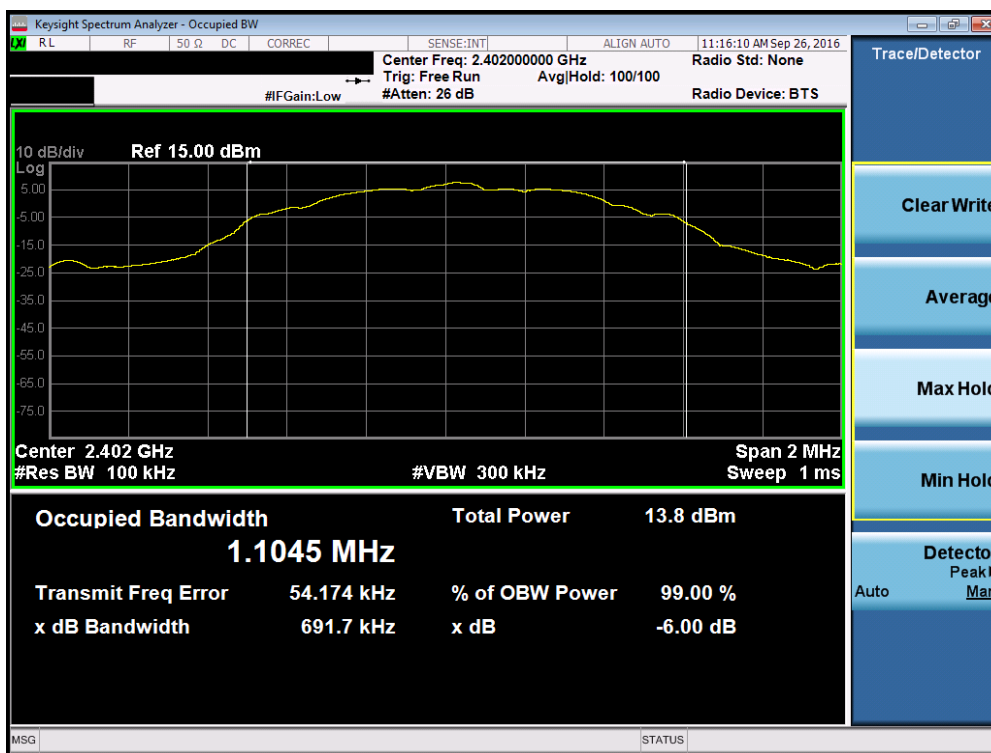 Keysight Spectrum Analyzer - Occupied BW
LXI RL RF 50 Ω DC CORREC SENSE:INT ALIGN AUTO 11:16:10 AM Sep 26, 2016
Center Freq: 2.402000000 GHz Radio Std: None
Trig: Free Run Avg|Hold: 100/100
#IFGain:Low #Atten: 26 dB Radio Device: BTS
Trace/Detector
10 dB/div Ref 15.00 dBm
Log
5.00
-5.00
-15.0
-25.0
-35.0
-45.0
-55.0
-65.0
-75.0
Center 2.402 GHz Span 2 MHz
#Res BW 100 kHz #VBW 300 kHz Sweep 1 ms
Occupied Bandwidth Total Power 13.8 dBm
1.1045 MHz
Transmit Freq Error 54.174 kHz % of OBW Power 99.00 %
x dB Bandwidth 691.7 kHz x dB -6.00 dB
Clear Write
Average
Max Hold
Min Hold
Detecto
Peak
Auto Man
MSG STATUS